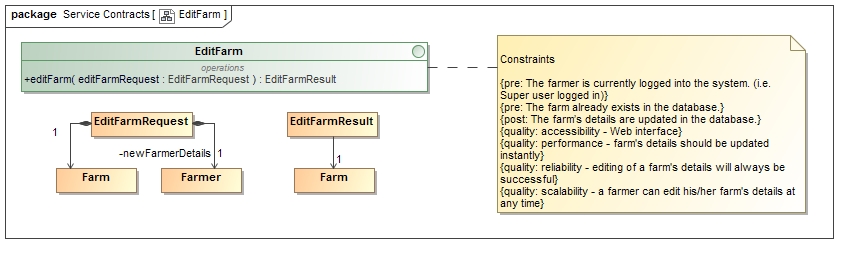 package Service Contracts [ EditFarm ]
EditFarm
operations
+editFarm( editFarmRequest : EditFarmRequest ) : EditFarmResult
Constraints
{pre: The farmer is currently logged into the system. (i.e.
Super user logged in)}
{pre: The farm already exists in the database.}
{post: The farm's details are updated in the database.}
{quality: accessibility - Web interface}
{quality: performance - farm's details should be updated
instantly}
{quality: reliability - editing of a farm's details will always be
successful}
{quality: scalability - a farmer can edit his/her farm's details at
any time}
EditFarmRequest
EditFarmResult
1
-newFarmerDetails
1
1
Farm
Farmer
Farm